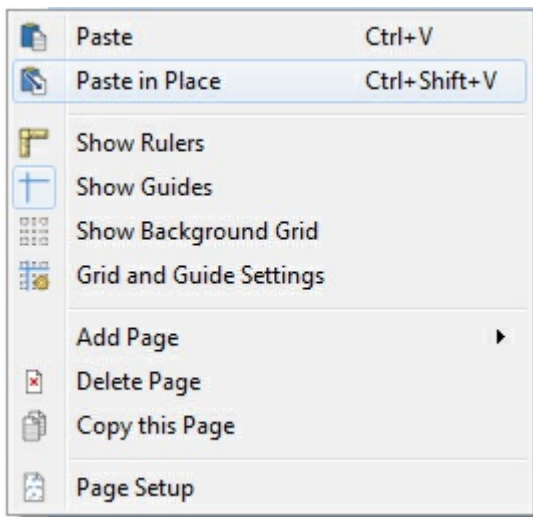 Paste Ctrl+V
Paste in Place Ctrl+Shift+V
Show Rulers
Show Guides
Show Background Grid
Grid and Guide Settings
Add Page
Delete Page
Copy this Page
Page Setup